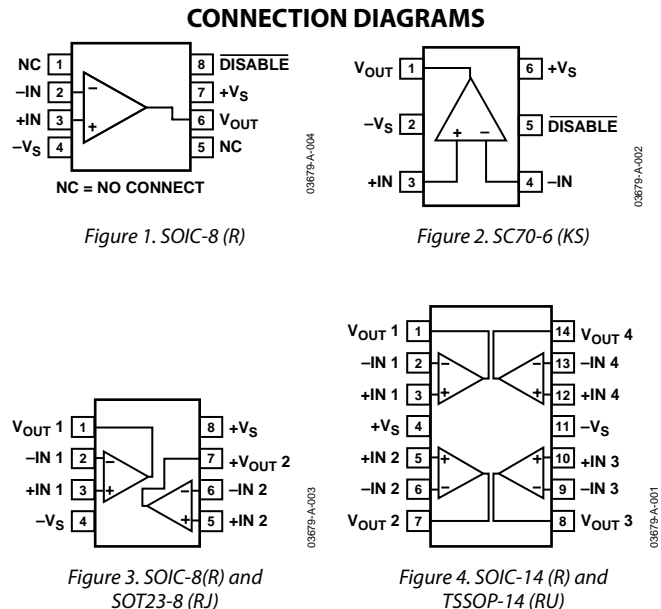 CONNECTION DIAGRAMS
NC 1
–IN 2
+IN 3
–VS 4
8 DISABLE
7 +VS
6 VOUT
5 NC
– +
NC = NO CONNECT
03679-A-004
Figure 1. SOIC-8 (R)
VOUT 1
–VS 2
+IN 3
6 +VS
5 DISABLE
4 –IN
+ –
03679-A-002
Figure 2. SC70-6 (KS)
VOUT 1 1
–IN 1 2
+IN 1 3
–VS 4
8 +VS
7 +VOUT 2
6 –IN 2
5 +IN 2
– +
– +
03679-A-003
Figure 3. SOIC-8(R) and
SOT23-8 (RJ)
VOUT 1 1
–IN 1 2
+IN 1 3
+VS 4
+IN 2 5
–IN 2 6
VOUT 2 7
14 VOUT 4
13 –IN 4
12 +IN 4
11 –VS
10 +IN 3
9 –IN 3
8 VOUT 3
– +
– +
+ –
+ –
03679-A-001
Figure 4. SOIC-14 (R) and
TSSOP-14 (RU)